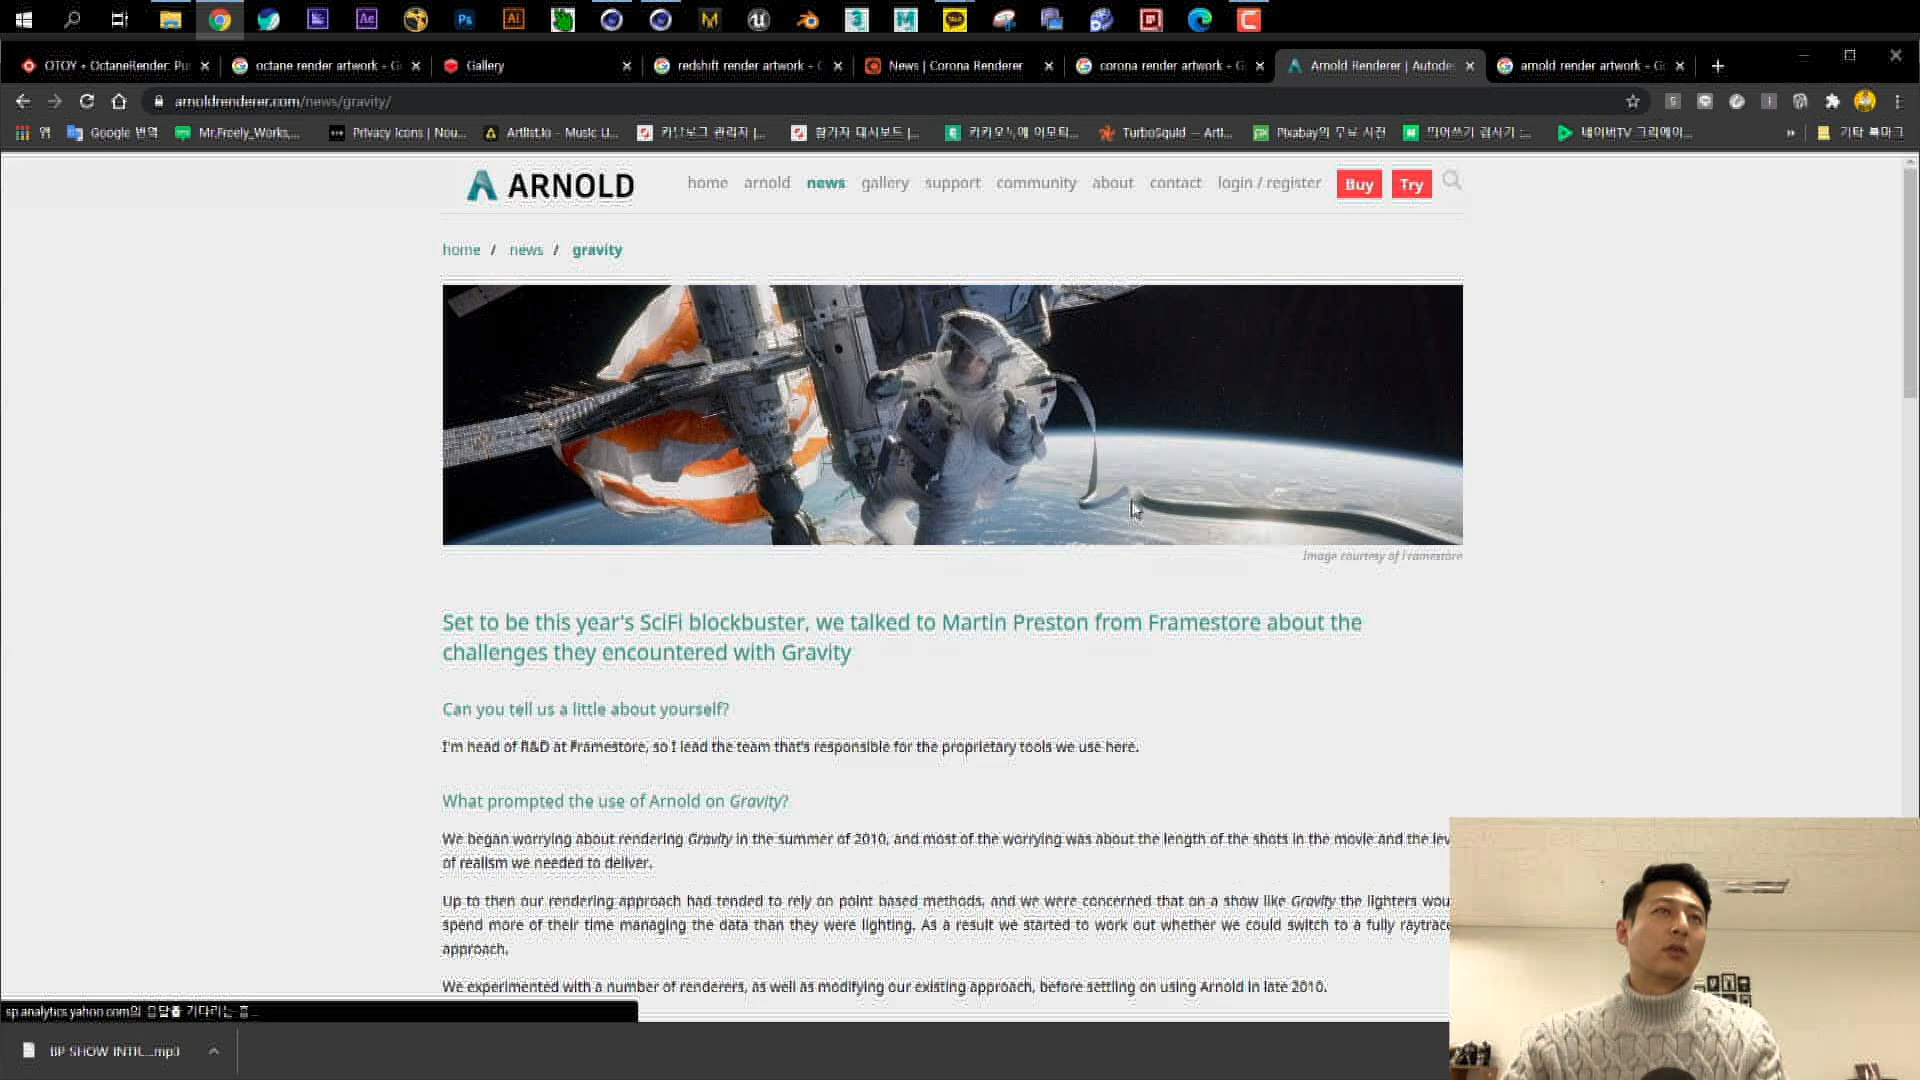 OTOY • OctaneRender: Pu
octane render artwork - G
Gallery
redshift render artwork - G
News | Corona Renderer
corona render artwork - G
Arnold Renderer | Autode
arnold render artwork - G
arnoldrenderer.com/news/gravity/
앱
Google 번역
Mr.Freely_Works,...
Privacy Icons | Nou...
Artlist.io - Music Li...
카탈로그 관리자 |...
참가자 대시보드 |...
카카오누에 이모티...
TurboSquid — Arti...
Pixabay의 무료 사진
띄어쓰기 검사기 :...
네이버TV 크리에이...
»
기타 북마크
ARNOLD
home arnold news gallery support community about contact login / register Buy Try
home / news / gravity
Image courtesy of Framestore
Set to be this year's SciFi blockbuster, we talked to Martin Preston from Framestore about the
challenges they encountered with Gravity
Can you tell us a little about yourself?
I'm head of R&D at Framestore, so I lead the team that's responsible for the proprietary tools we use here.
What prompted the use of Arnold on Gravity?
We began worrying about rendering Gravity in the summer of 2010, and most of the worrying was about the length of the shots in the movie and the lev
of realism we needed to deliver.
Up to then our rendering approach had tended to rely on point based methods, and we were concerned that on a show like Gravity the lighters wou
spend more of their time managing the data than they were lighting. As a result we started to work out whether we could switch to a fully raytrace
approach.
We experimented with a number of renderers, as well as modifying our existing approach, before settling on using Arnold in late 2010.
sp.analytics.yahoo.com의 응답을 기다리는 중...